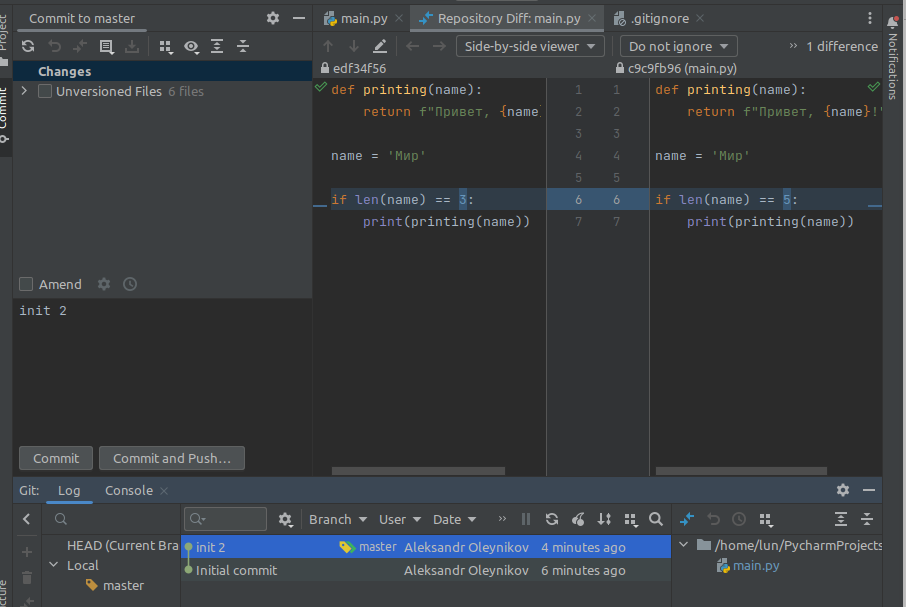 Project
Commit
Commit to master
main.py
Repository Diff: main.py
.gitignore
Notifications
Side-by-side viewer
Do not ignore
1 difference
Changes
Unversioned Files 6 files
edf34f56
c9c9fb96 (main.py)
def printing(name): 1 1 def printing(name):
return f"Привет, {name 2 2 return f"Привет, {name}!"
3 3
name = 'Мир' 4 4 name = 'Мир'
5 5
if len(name) == 3: 6 6 if len(name) == 5:
print(printing(name)) 7 7 print(printing(name))
Amend
init 2
Commit
Commit and Push...
Git: Log Console
Branch User Date
HEAD (Current Bra
Local
master
init 2 master Aleksandr Oleynikov 4 minutes ago
Initial commit Aleksandr Oleynikov 6 minutes ago
/home/lun/PycharmProjects
main.py